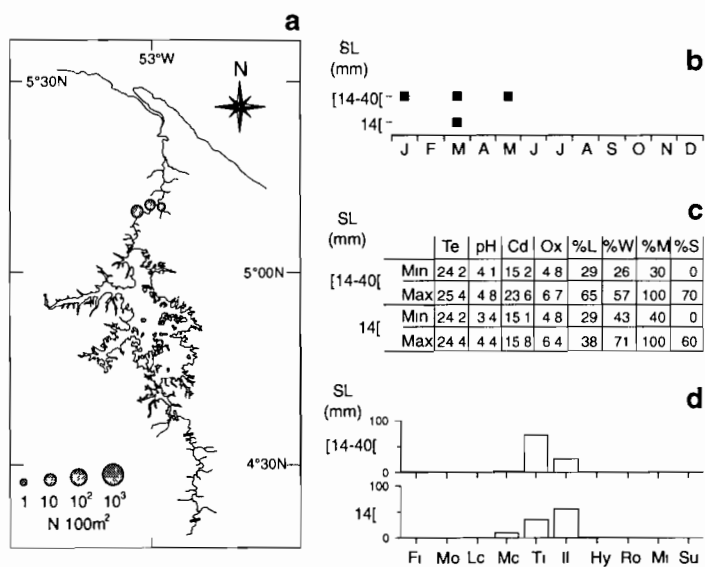 a
53°W
5°30N
N
5°00N
4°30N
1 10 10² 10³
N 100m²
b
SL
(mm)
[14-40[
14[
J F M A M J J A S O N D
c
SL
(mm)
Te pH Cd Ox %L %W %M %S
[14-40[
Min 24 2 4 1 15 2 4 8 29 26 30 0
Max 25 4 4 8 23 6 6 7 65 57 100 70
14[
Min 24 2 3 4 15 1 4 8 29 43 40 0
Max 24 4 4 4 15 8 6 4 38 71 100 60
d
SL
(mm)
100
[14-40[
0
100
14[
0
Fi Mo Lc Mc Ti Il Hy Ro Mi Su